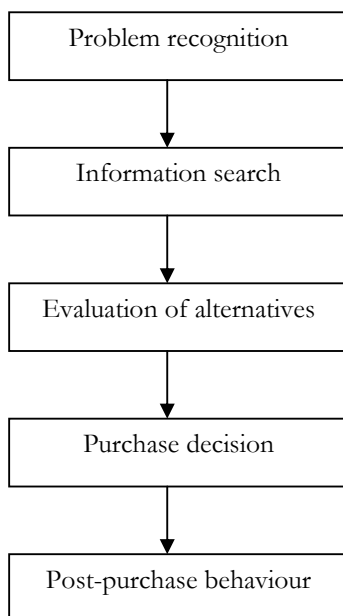 Problem recognition
Information search
Evaluation of alternatives
Purchase decision
Post-purchase behaviour